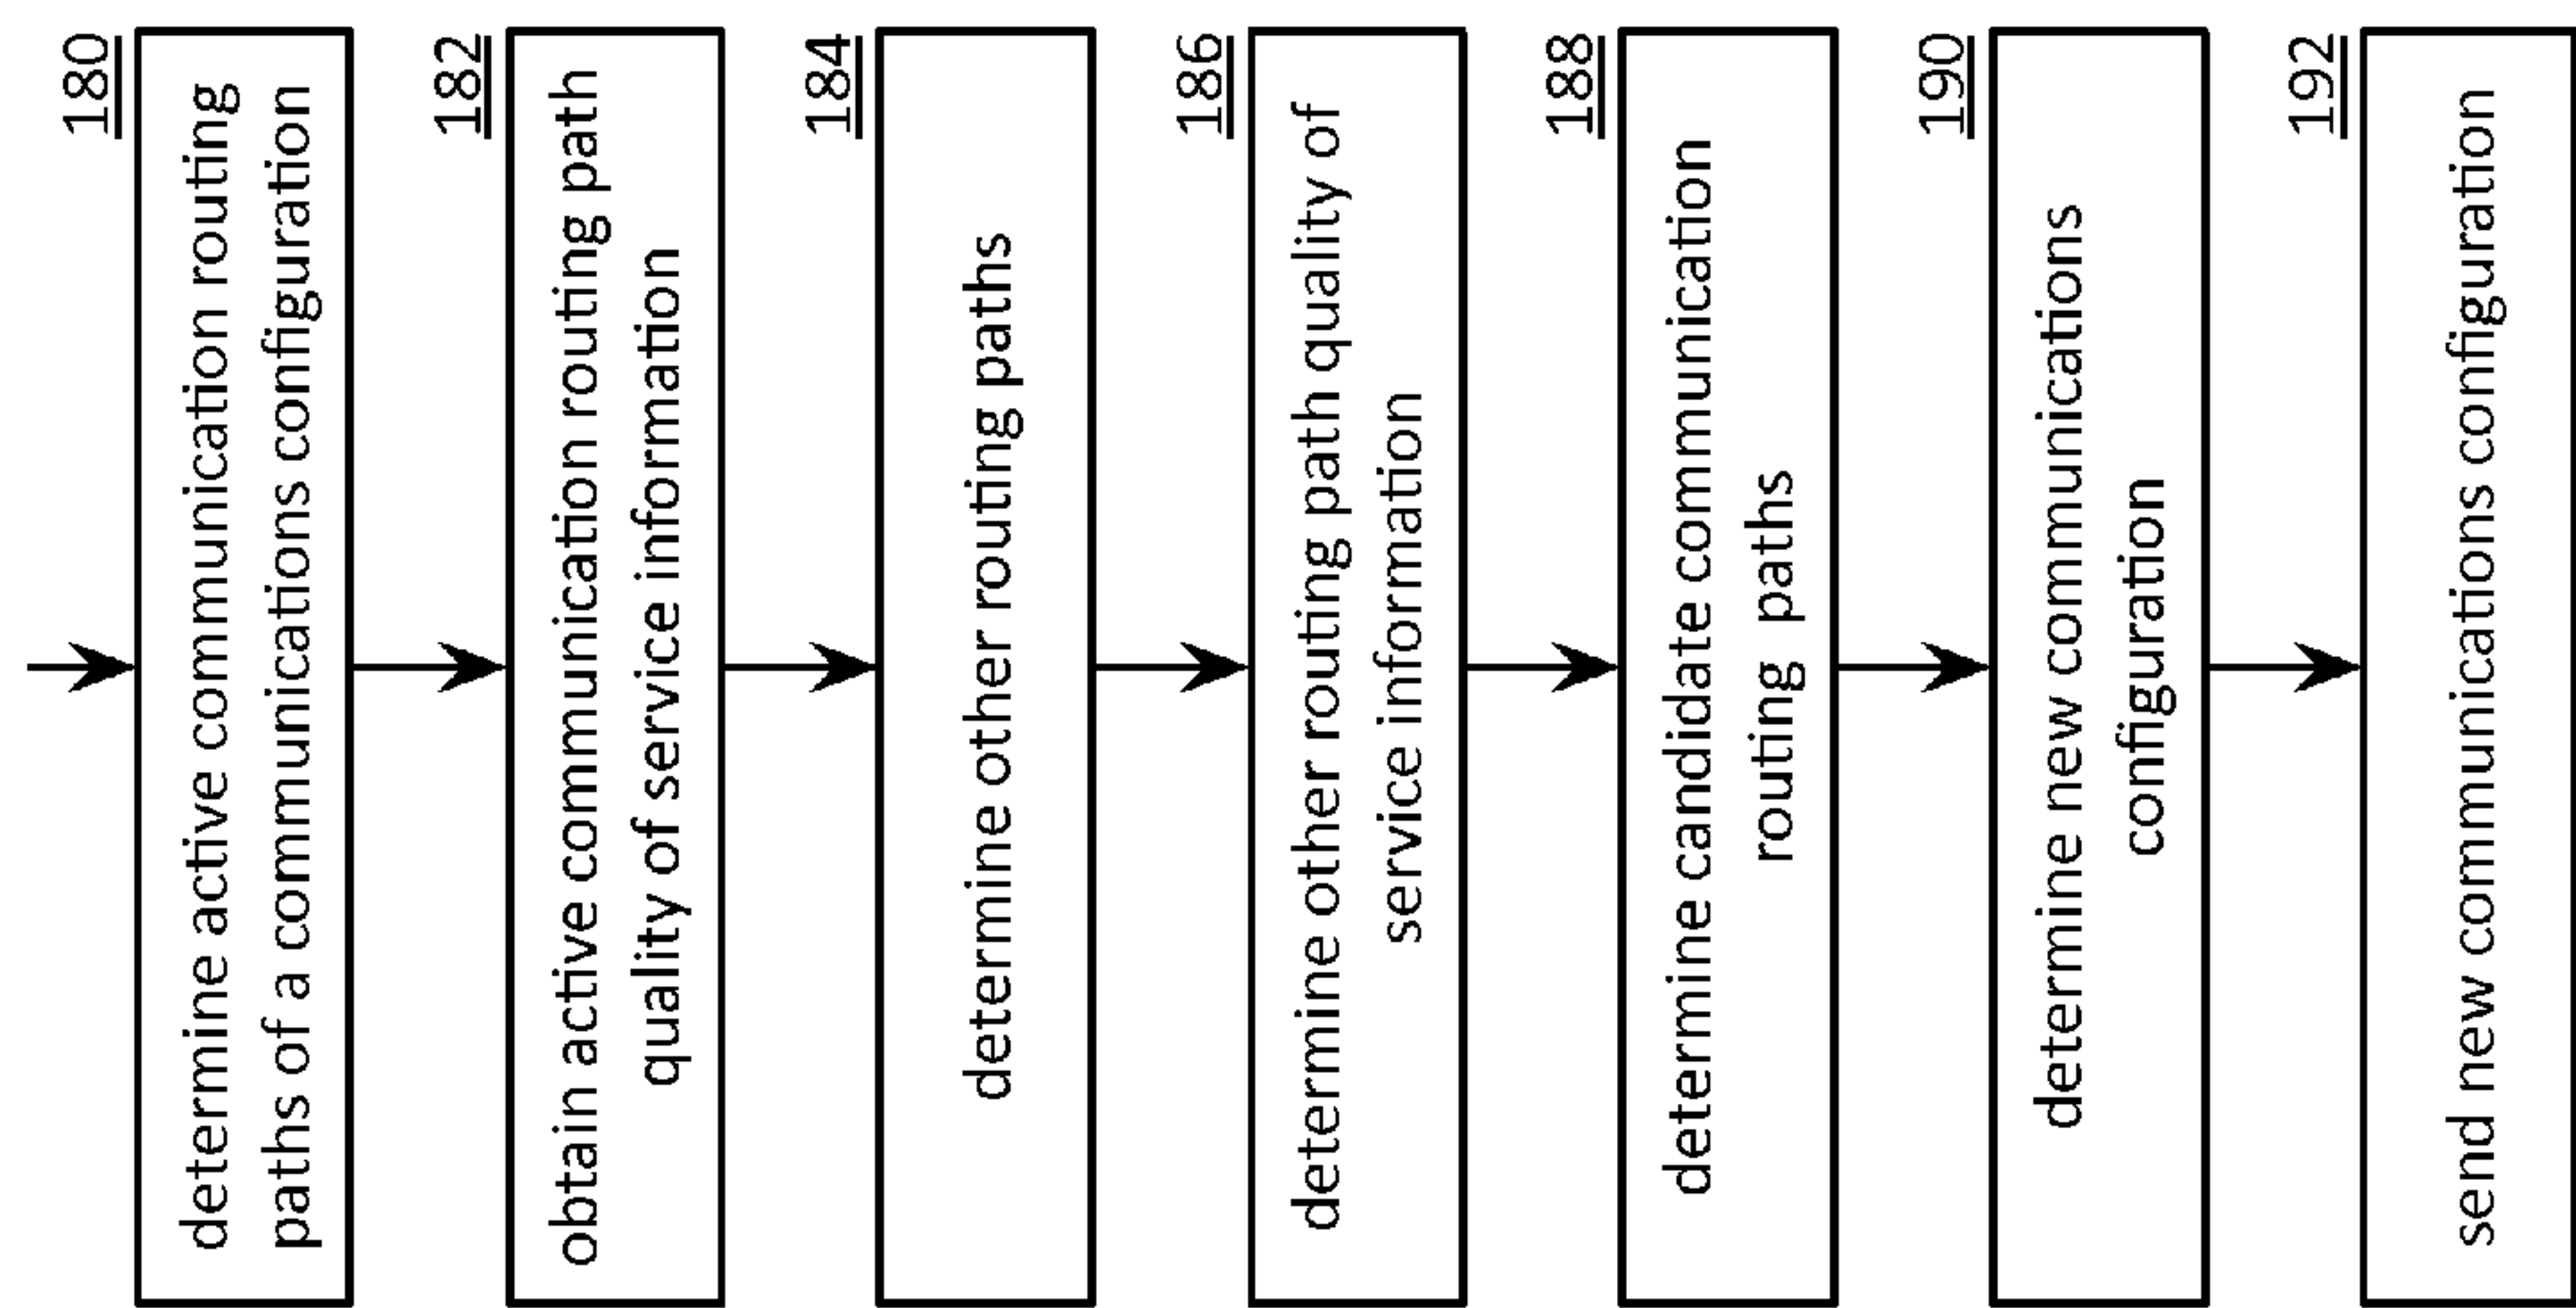 180
determine active communication routing
paths of a communications configuration
182
obtain active communication routing path
quality of service information
184
determine other routing paths
186
determine other routing path quality of
service information
188
determine candidate communication
routing paths
190
determine new communications
configuration
192
send new communications configuration